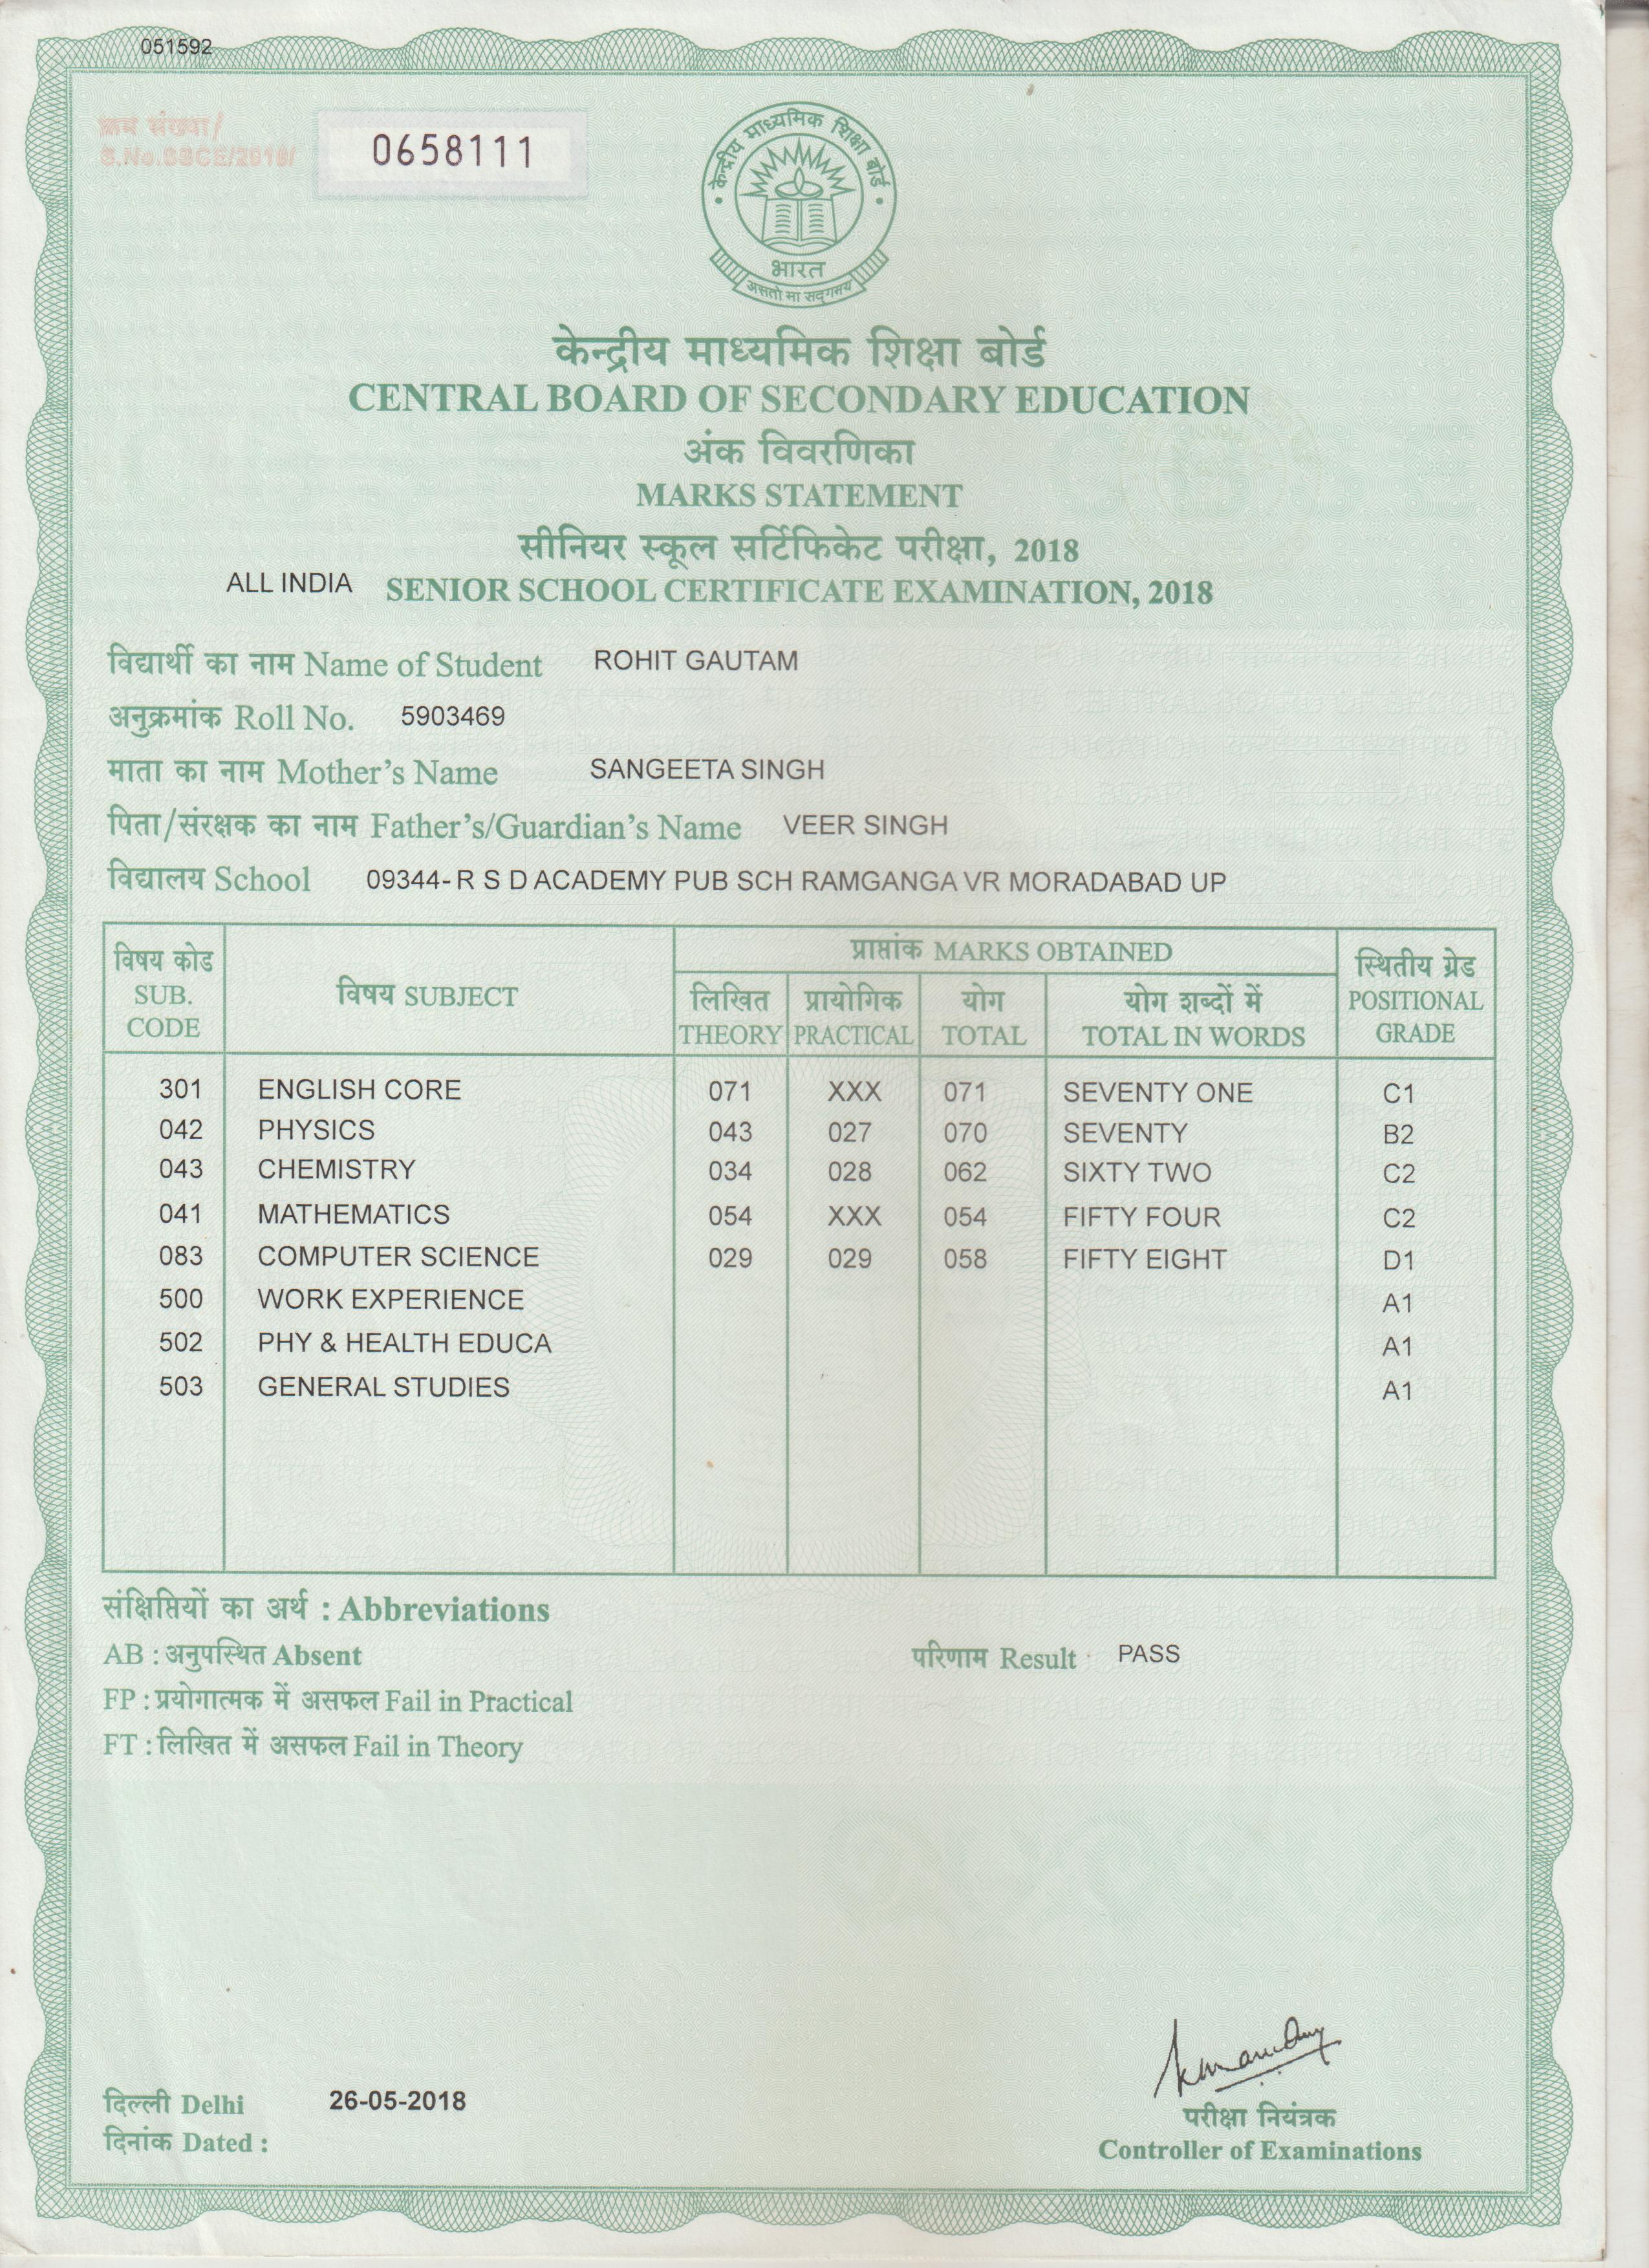 051592
क्रम संख्या/
S.No.SSCE/2018/
0658111
केन्द्रीय माध्यमिक शिक्षा बोर्ड
भारत
असतो मा सद्गमय
केन्द्रीय माध्यमिक शिक्षा बोर्ड
CENTRAL BOARD OF SECONDARY EDUCATION
अंक विवरणिका
MARKS STATEMENT
सीनियर स्कूल सर्टिफिकेट परीक्षा, 2018
ALL INDIA SENIOR SCHOOL CERTIFICATE EXAMINATION, 2018
विद्यार्थी का नाम Name of Student ROHIT GAUTAM
अनुक्रमांक Roll No. 5903469
माता का नाम Mother's Name SANGEETA SINGH
पिता/संरक्षक का नाम Father's/Guardian's Name VEER SINGH
विद्यालय School 09344- R S D ACADEMY PUB SCH RAMGANGA VR MORADABAD UP
विषय कोड SUB. CODE
विषय SUBJECT
प्राप्तांक MARKS OBTAINED
लिखित THEORY
प्रायोगिक PRACTICAL
योग TOTAL
योग शब्दों में TOTAL IN WORDS
स्थितीय ग्रेड POSITIONAL GRADE
301 ENGLISH CORE 071 XXX 071 SEVENTY ONE C1
042 PHYSICS 043 027 070 SEVENTY B2
043 CHEMISTRY 034 028 062 SIXTY TWO C2
041 MATHEMATICS 054 XXX 054 FIFTY FOUR C2
083 COMPUTER SCIENCE 029 029 058 FIFTY EIGHT D1
500 WORK EXPERIENCE A1
502 PHY & HEALTH EDUCA A1
503 GENERAL STUDIES A1
संक्षिप्तियों का अर्थ : Abbreviations
AB : अनुपस्थित Absent
परिणाम Result PASS
FP : प्रयोगात्मक में असफल Fail in Practical
FT : लिखित में असफल Fail in Theory
दिल्ली Delhi 26-05-2018
दिनांक Dated :
परीक्षा नियंत्रक
Controller of Examinations